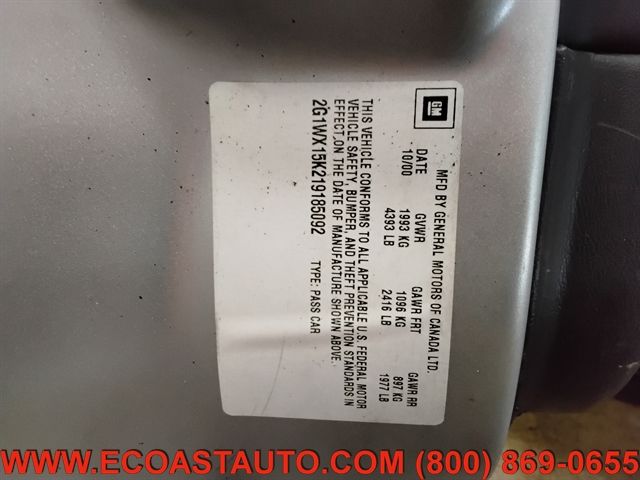 GM
MFD BY GENERAL MOTORS OF CANADA LTD.
DATE GVWR GAWR FRT GAWR RR
10/00 1993 KG 1096 KG 897 KG
4393 LB 2416 LB 1977 LB
THIS VEHICLE CONFORMS TO ALL APPLICABLE U.S. FEDERAL MOTOR
VEHICLE SAFETY, BUMPER, AND THEFT PREVENTION STANDARDS IN
EFFECT,ON THE DATE OF MANUFACTURE SHOWN ABOVE.
2G1WX15K219185092 TYPE: PASS CAR
WWW.ECOASTAUTO.COM (800) 869-0655